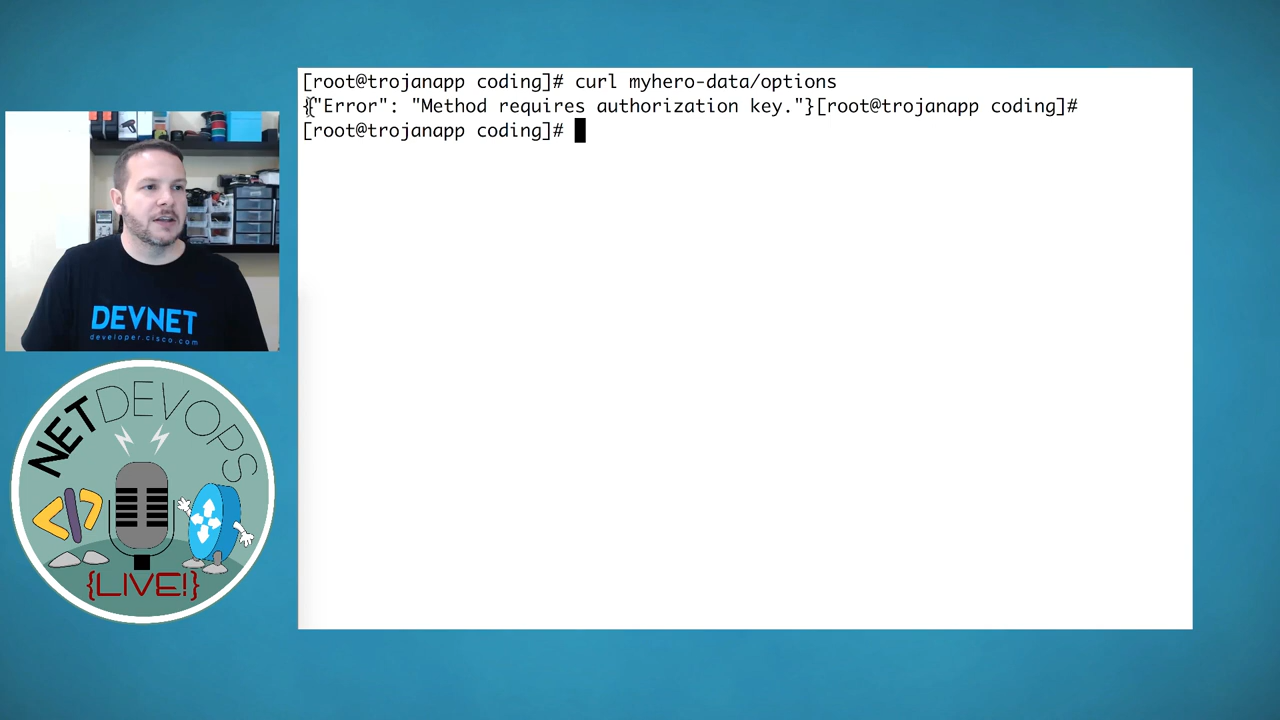 [root@trojanapp coding]# curl myhero-data/options
{"Error": "Method requires authorization key."}[root@trojanapp coding]#
[root@trojanapp coding]#
DEVNET
developer.cisco.com
NETDEVOPS
</>
{LIVE!}